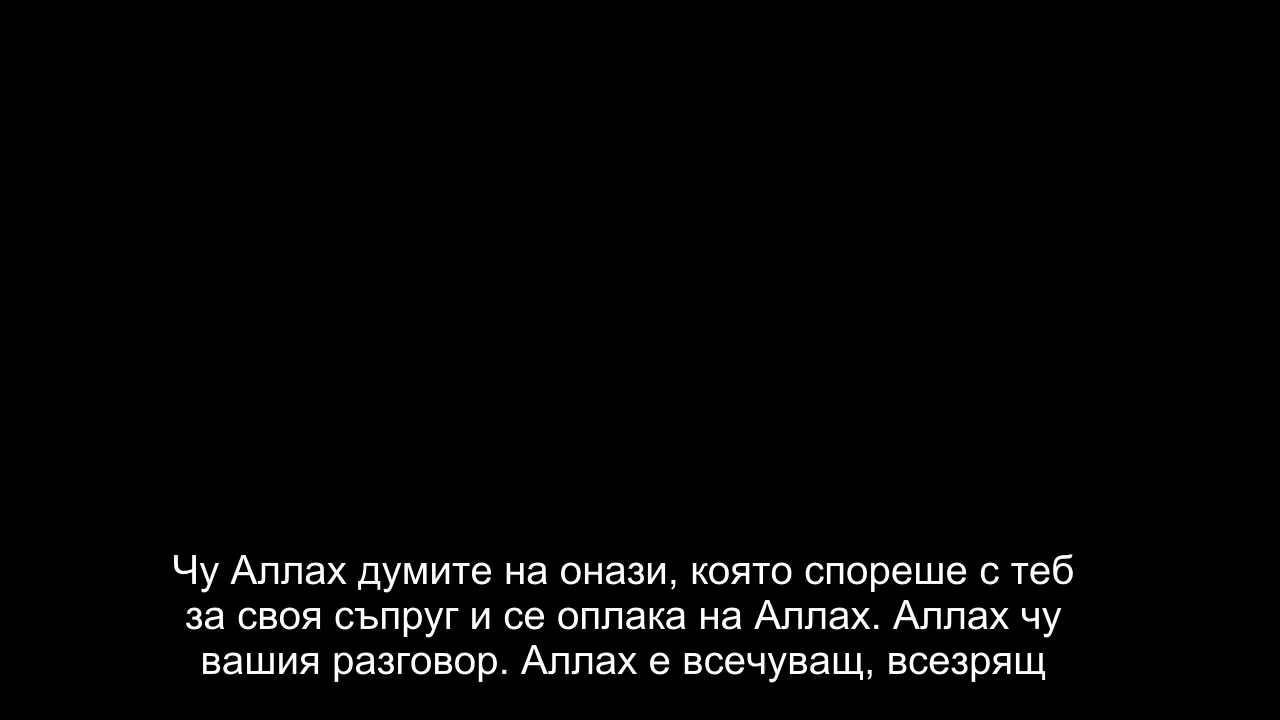 Чу Аллах думите на онази, която спореше с теб
за своя съпруг и се оплака на Аллах. Аллах чу
вашия разговор. Аллах е всечуващ, всезрящ